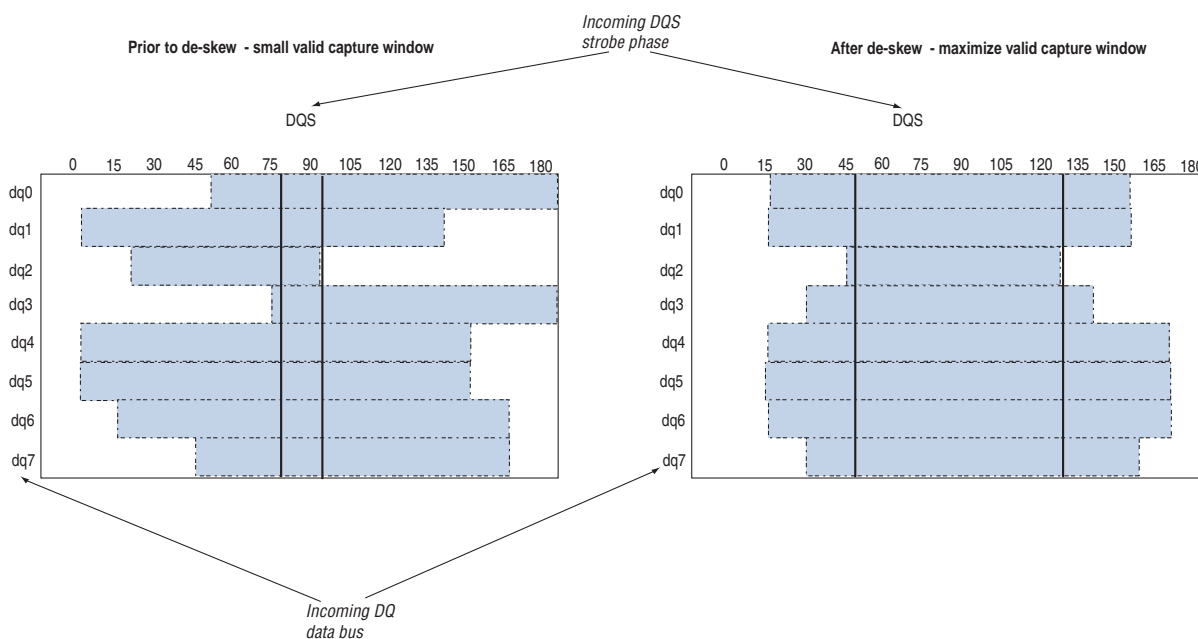 Incoming DQS
strobe phase
Prior to de-skew - small valid capture window
After de-skew - maximize valid capture window
DQS
DQS
0 15 30 45 60 75 90 105 120 135 150 165 180
0 15 30 45 60 75 90 105 120 135 150 165 180
dq0
dq1
dq2
dq3
dq4
dq5
dq6
dq7
dq0
dq1
dq2
dq3
dq4
dq5
dq6
dq7
Incoming DQ
data bus